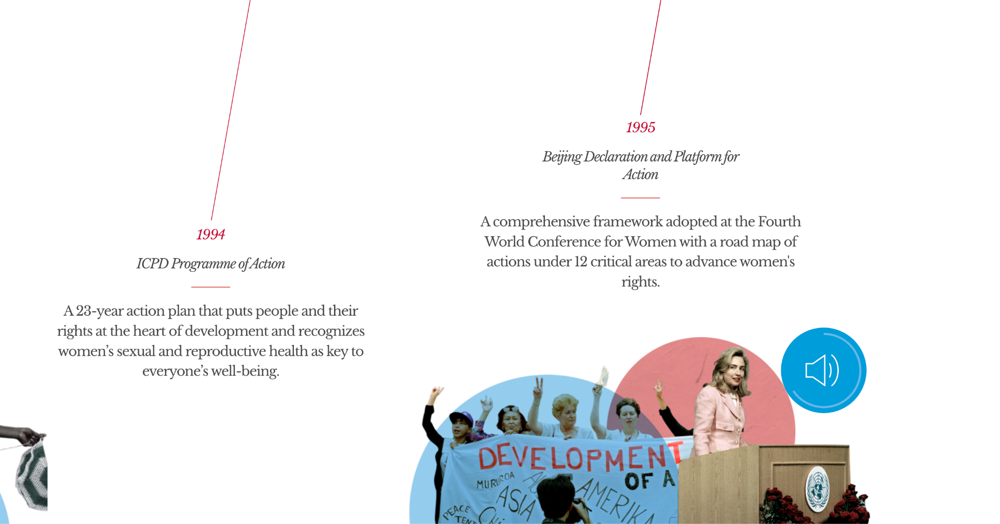 1994
ICPD Programme of Action
A 23-year action plan that puts people and their
rights at the heart of development and recognizes
women’s sexual and reproductive health as key to
everyone’s well-being.
1995
Beijing Declaration and Platform for
Action
A comprehensive framework adopted at the Fourth
World Conference for Women with a road map of
actions under 12 critical areas to advance women's
rights.
DEVELOPMENT
OF A
MURUROA
ASIA
AMERIKA
PEACE